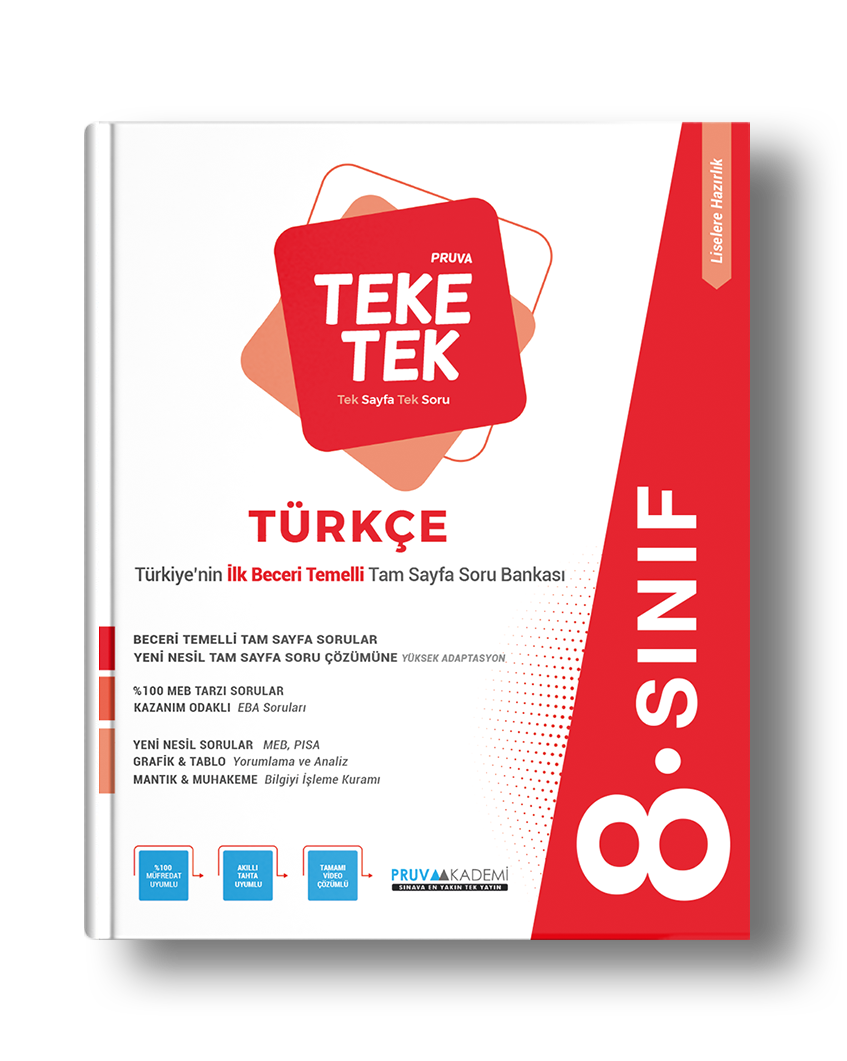 Liselere Hazırlık
PRUVA
TEKE
TEK
Tek Sayfa Tek Soru
TÜRKÇE
Türkiye'nin İlk Beceri Temelli Tam Sayfa Soru Bankası
BECERİ TEMELLİ TAM SAYFA SORULAR
YENİ NESİL TAM SAYFA SORU ÇÖZÜMÜNE YÜKSEK ADAPTASYON
%100 MEB TARZI SORULAR
KAZANIM ODAKLI EBA Soruları
YENİ NESİL SORULAR MEB, PISA
GRAFİK & TABLO Yorumlama ve Analiz
MANTIK & MUHAKEME Bilgiyi İşleme Kuramı
8. SINIF
%100
MÜFREDAT
UYUMLU
AKILLI
TAHTA
UYUMLU
TAMAMI
VİDEO
ÇÖZÜMLÜ
PRUVA AKADEMİ
SINAVA EN YAKIN TEK YAYIN